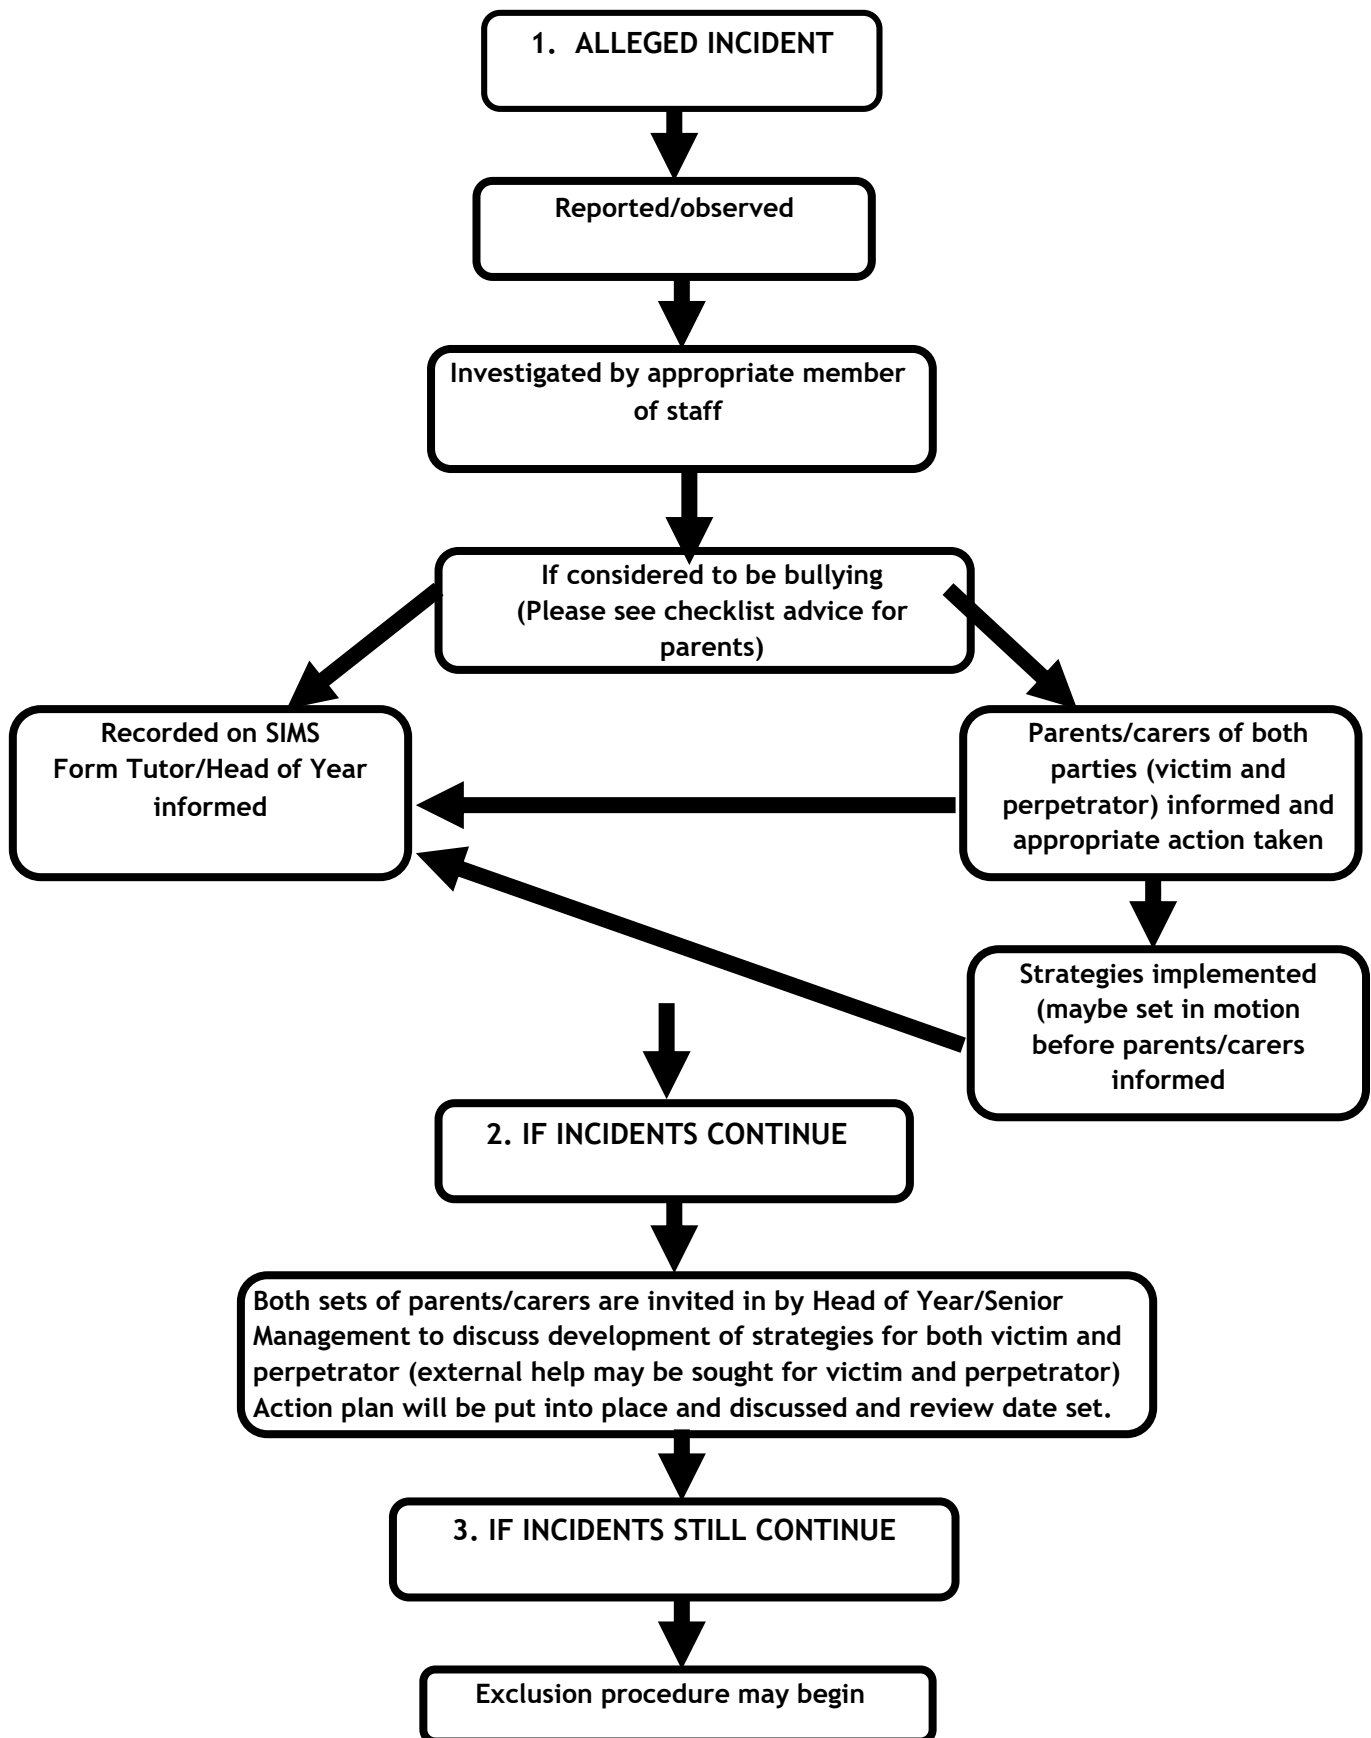 1. ALLEGED INCIDENT
Reported/observed
Investigated by appropriate member
of staff
If considered to be bullying
(Please see checklist advice for
parents)
Recorded on SIMS
Form Tutor/Head of Year
informed
Parents/carers of both
parties (victim and
perpetrator) informed and
appropriate action taken
Strategies implemented
(maybe set in motion
before parents/carers
informed
2. IF INCIDENTS CONTINUE
Both sets of parents/carers are invited in by Head of Year/Senior
Management to discuss development of strategies for both victim and
perpetrator (external help may be sought for victim and perpetrator)
Action plan will be put into place and discussed and review date set.
3. IF INCIDENTS STILL CONTINUE
Exclusion procedure may begin